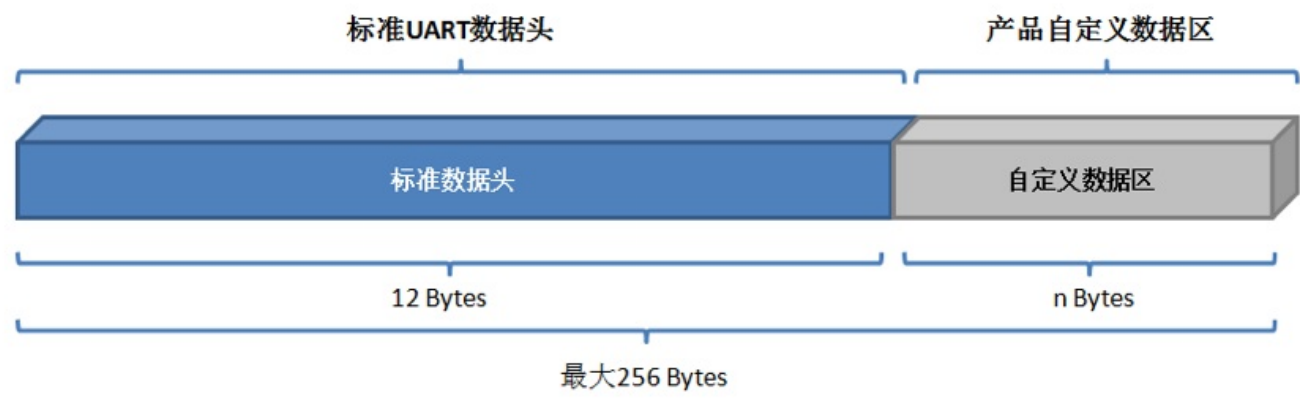 标准UART数据头
产品自定义数据区
标准数据头
自定义数据区
12 Bytes
n Bytes
最大256 Bytes